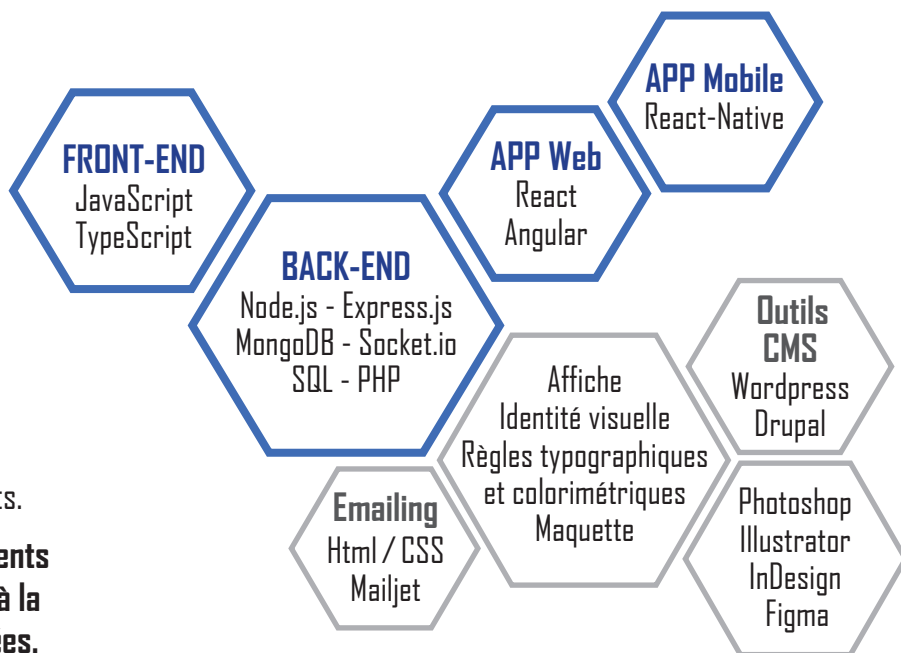 APP Mobile
React-Native
FRONT-END
JavaScript
TypeScript
APP Web
React
Angular
BACK-END
Node.js - Express.js
MongoDB - Socket.io
SQL - PHP
Outils
CMS
Wordpress
Drupal
Affiche
Identité visuelle
Règles typographiques
et colorimétriques
Maquette
Emailing
Html / CSS
Mailjet
Photoshop
Illustrator
InDesign
Figma
à la